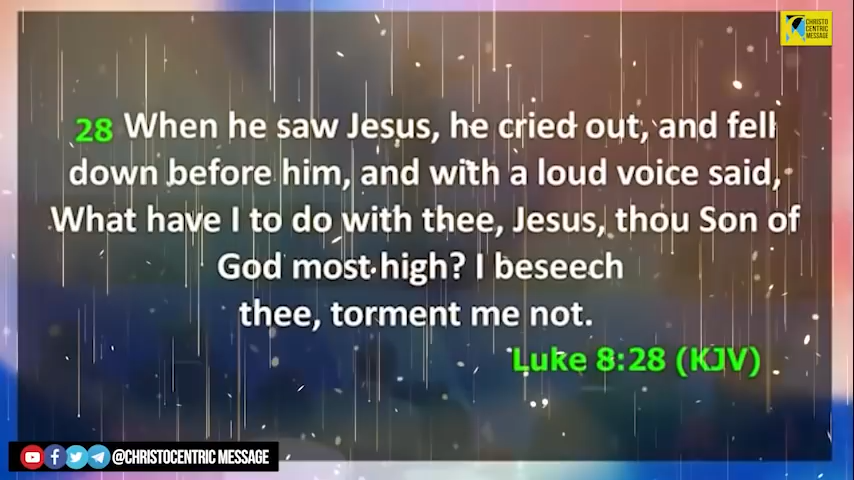 CHRISTO
CENTRIC
MESSAGE
28 When he saw Jesus, he cried out, and fell
down before him, and with a loud voice said,
What have I to do with thee, Jesus, thou Son of
God most high? I beseech
thee, torment me not.
Luke 8:28 (KJV)
@CHRISTOCENTRIC MESSAGE